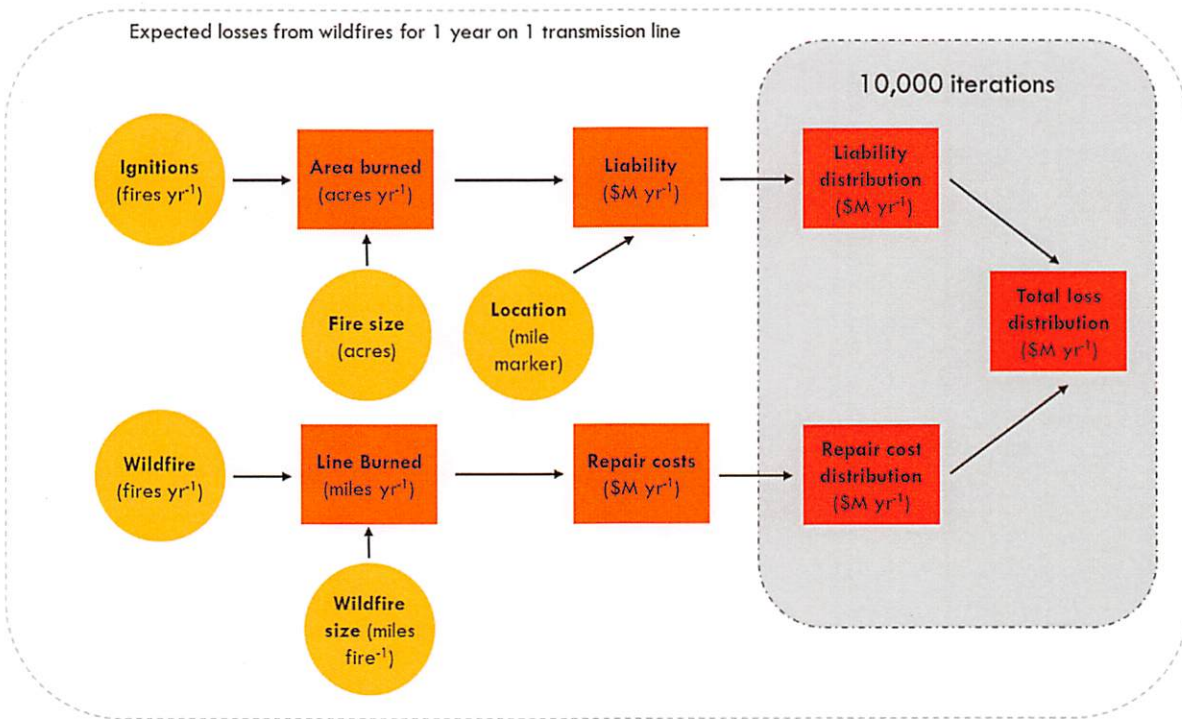 Expected losses from wildfires for 1 year on 1 transmission line
10,000 iterations
Ignitions
(fires yr⁻¹)
Area burned
(acres yr⁻¹)
Liability
($M yr⁻¹)
Liability
distribution
($M yr⁻¹)
Fire size
(acres)
Location
(mile
marker)
Total loss
distribution
($M yr⁻¹)
Wildfire
(fires yr⁻¹)
Line Burned
(miles yr⁻¹)
Repair costs
($M yr⁻¹)
Repair cost
distribution
($M yr⁻¹)
Wildfire
size (miles
fire⁻¹)